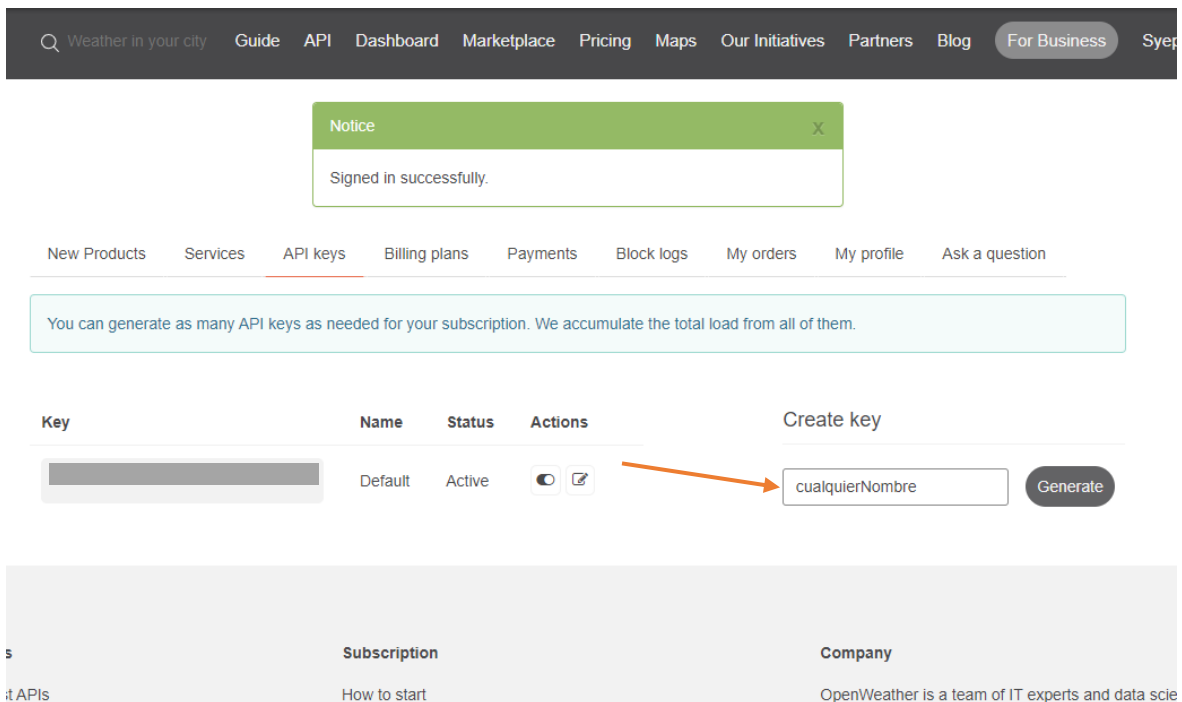 Weather in your city Guide API Dashboard Marketplace Pricing Maps Our Initiatives Partners Blog For Business Syep
Notice x
Signed in successfully.
New Products Services API keys Billing plans Payments Block logs My orders My profile Ask a question
You can generate as many API keys as needed for your subscription. We accumulate the total load from all of them.
Key Name Status Actions Create key
Default Active cualquierNombre Generate
s Subscription Company
st APIs How to start OpenWeather is a team of IT experts and data scie